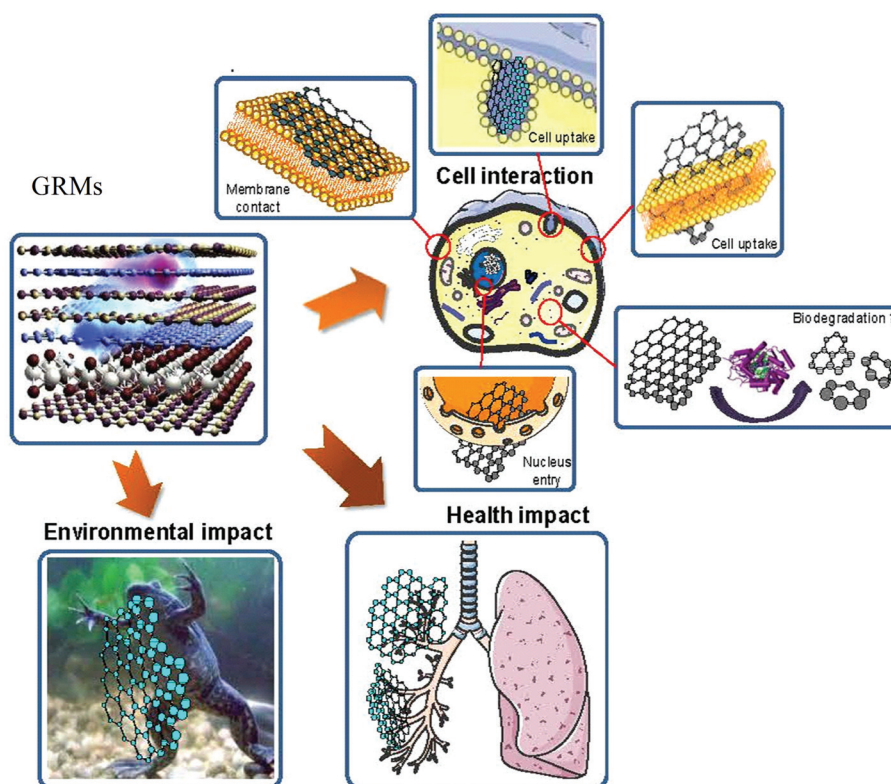 Cell uptake
Membrane
contact
Cell interaction
GRMs
Cell uptake
Biodegradation ?
Nucleus
entry
Environmental impact
Health impact